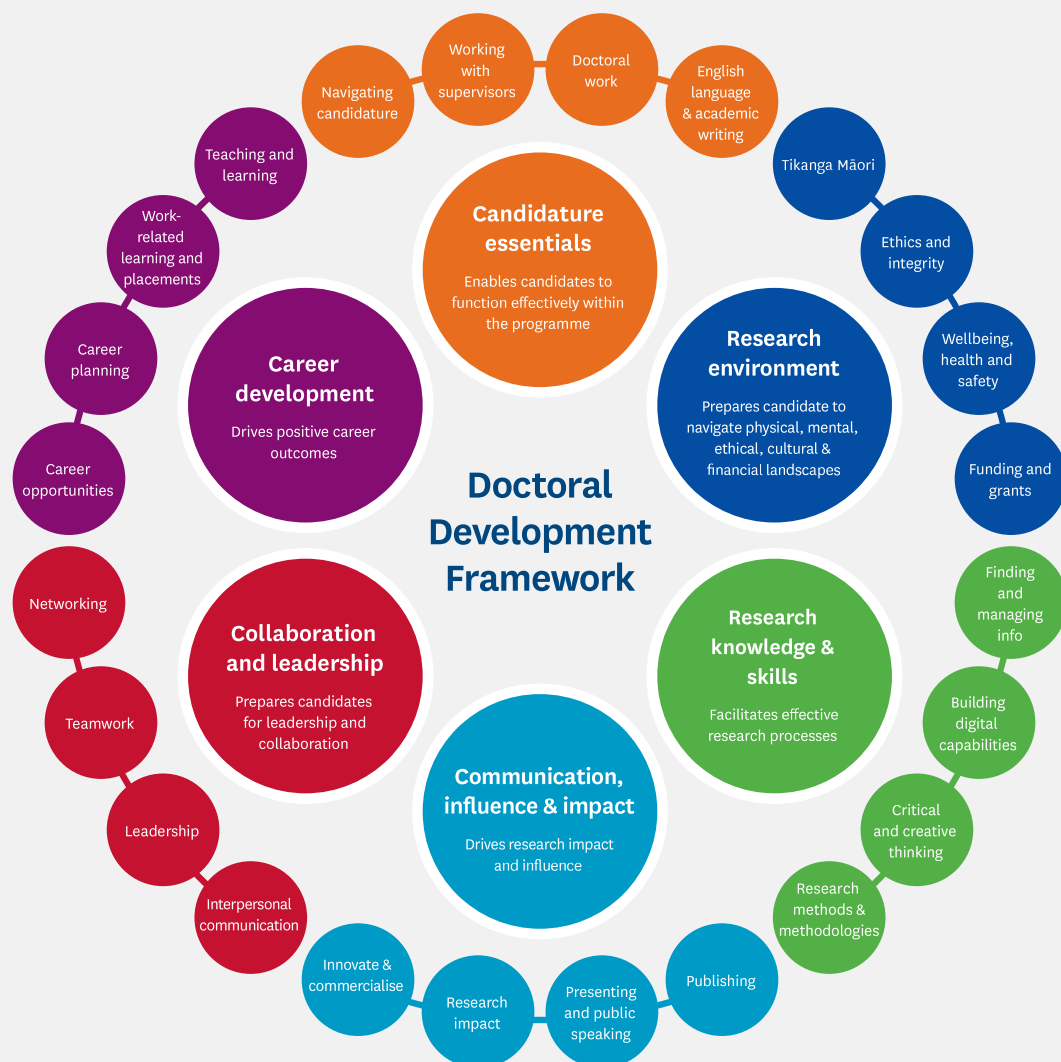 Working
with
supervisors
Doctoral
work
Navigating
candidature
English
language
& academic
writing
Teaching and
learning
Tikanga Māori
Work-
related
learning and
placements
Candidature
essentials
Enables candidates to
function effectively within
the programme
Ethics and
integrity
Career
planning
Career
development
Drives positive career
outcomes
Research
environment
Prepares candidate to
navigate physical, mental,
ethical, cultural &
financial landscapes
Wellbeing,
health and
safety
Career
opportunities
Doctoral
Development
Framework
Funding and
grants
Networking
Collaboration
and leadership
Prepares candidates
for leadership and
collaboration
Research
knowledge &
skills
Facilitates effective
research processes
Finding
and
managing
info
Teamwork
Building
digital
capabilities
Communication,
influence & impact
Drives research impact
and influence
Leadership
Critical
and creative
thinking
Interpersonal
communication
Research
methods &
methodologies
Innovate &
commercialise
Research
impact
Presenting
and public
speaking
Publishing